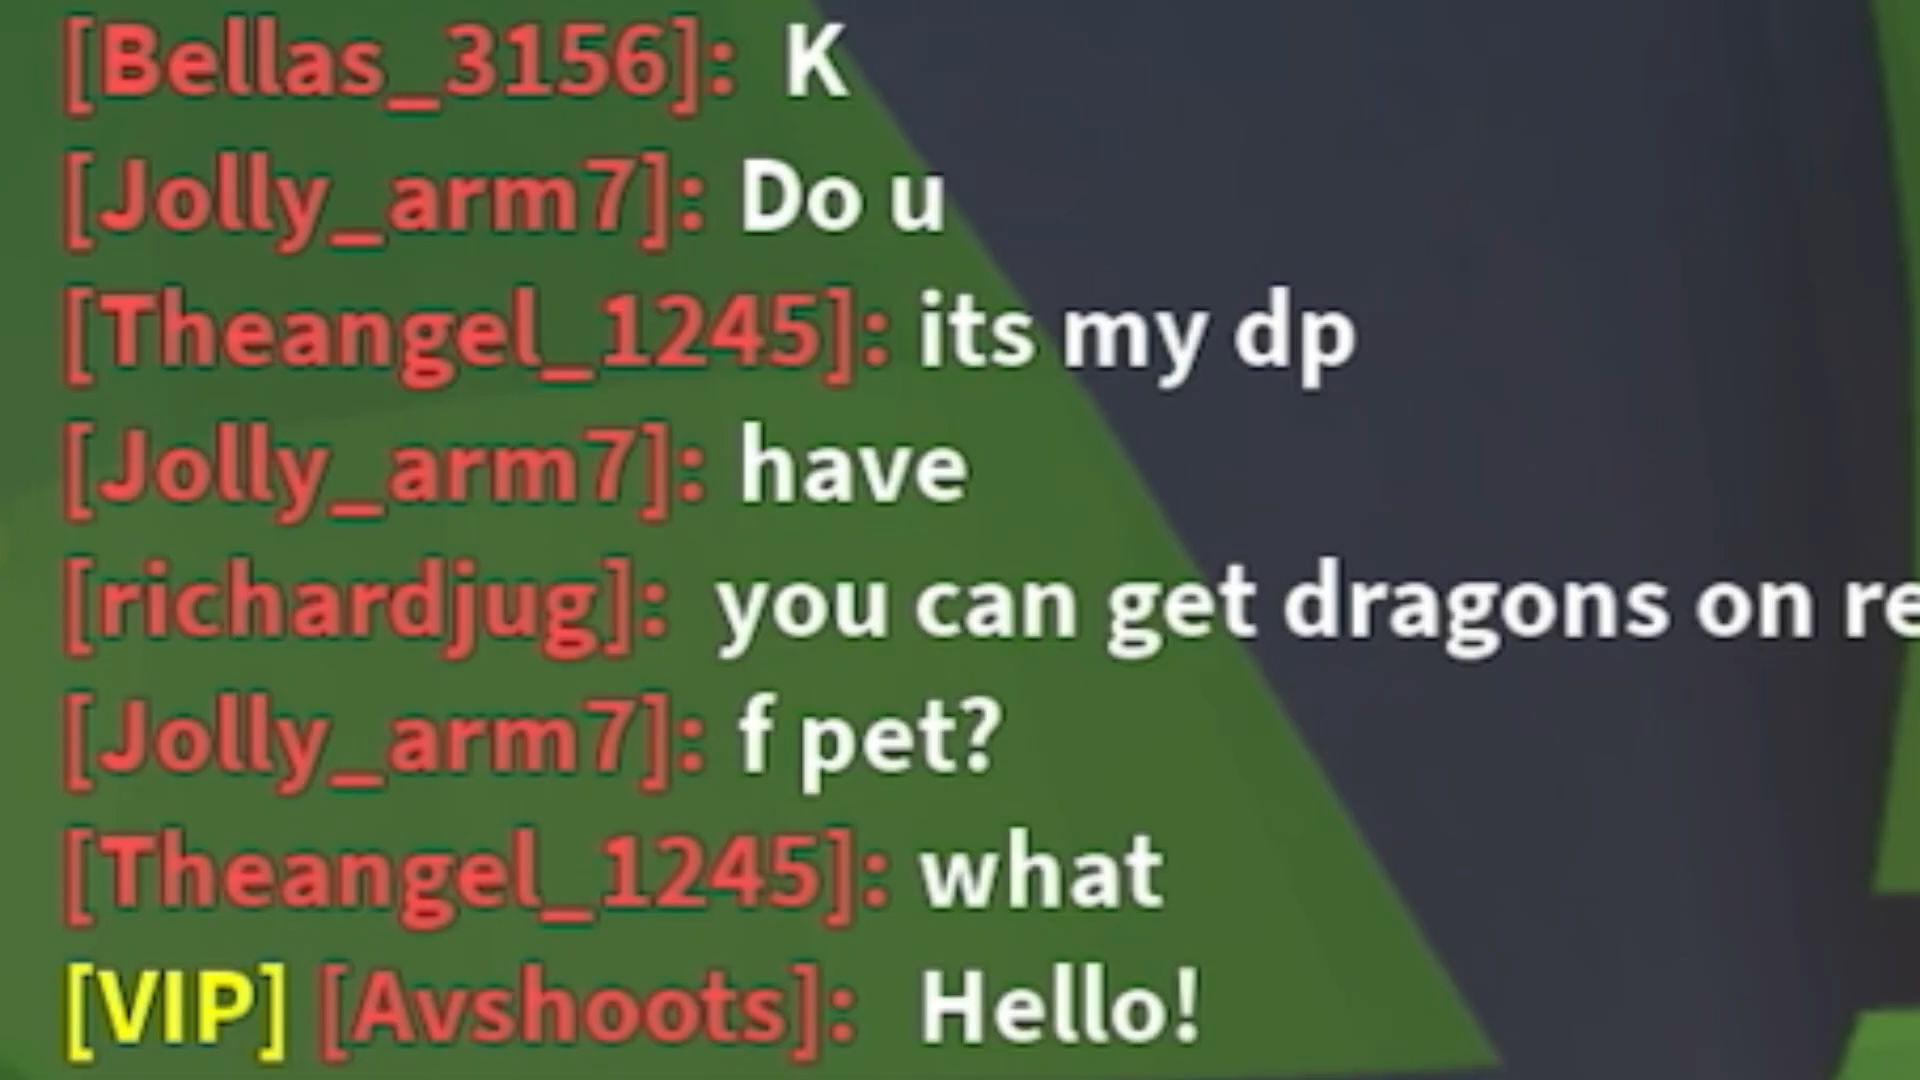 [Bellas_3156]: K
[Jolly_arm7]: Do u
[Theangel_1245]: its my dp
[Jolly_arm7]: have
[richardjug]: you can get dragons on re
[Jolly_arm7]: f pet?
[Theangel_1245]: what
[VIP] [Avshoots]: Hello!